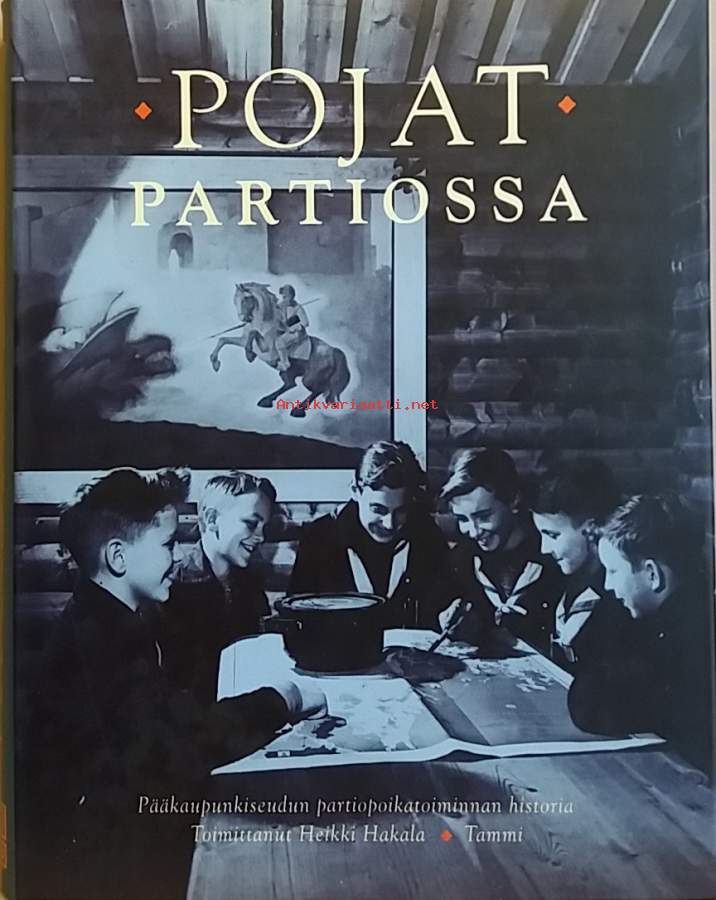 POJAT
PARTIOSSA
Antikvariaatti.net
Pääkaupunkiseudun partiopoikatoiminnan historia
Toimittanut Heikki Hakala ◆ Tammi